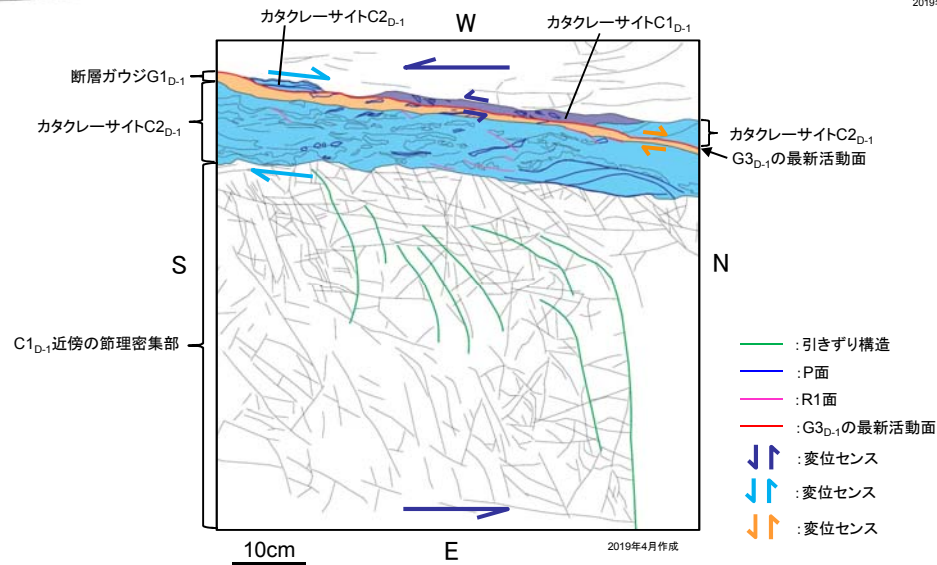 2019年
カタクレーサイトC2D-1
W
カタクレーサイトC1D-1
断層ガウジG1D-1
カタクレーサイトC2D-1
カタクレーサイトC2D-1
G3D-1の最新活動面
S
N
C1D-1近傍の節理密集部
:引きずり構造
:P面
:R1面
:G3D-1の最新活動面
:変位センス
:変位センス
:変位センス
10cm
E
2019年4月作成